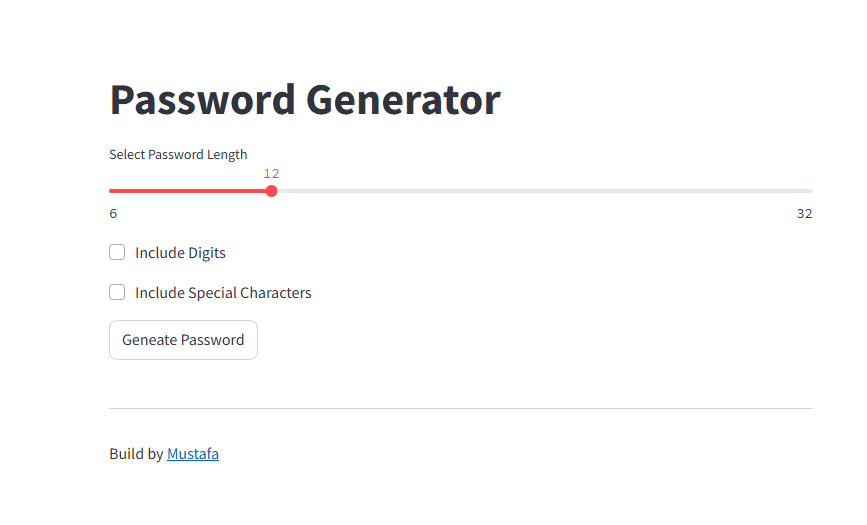 Password Generator
Select Password Length
12
6 32
Include Digits
Include Special Characters
Geneate Password
Build by Mustafa